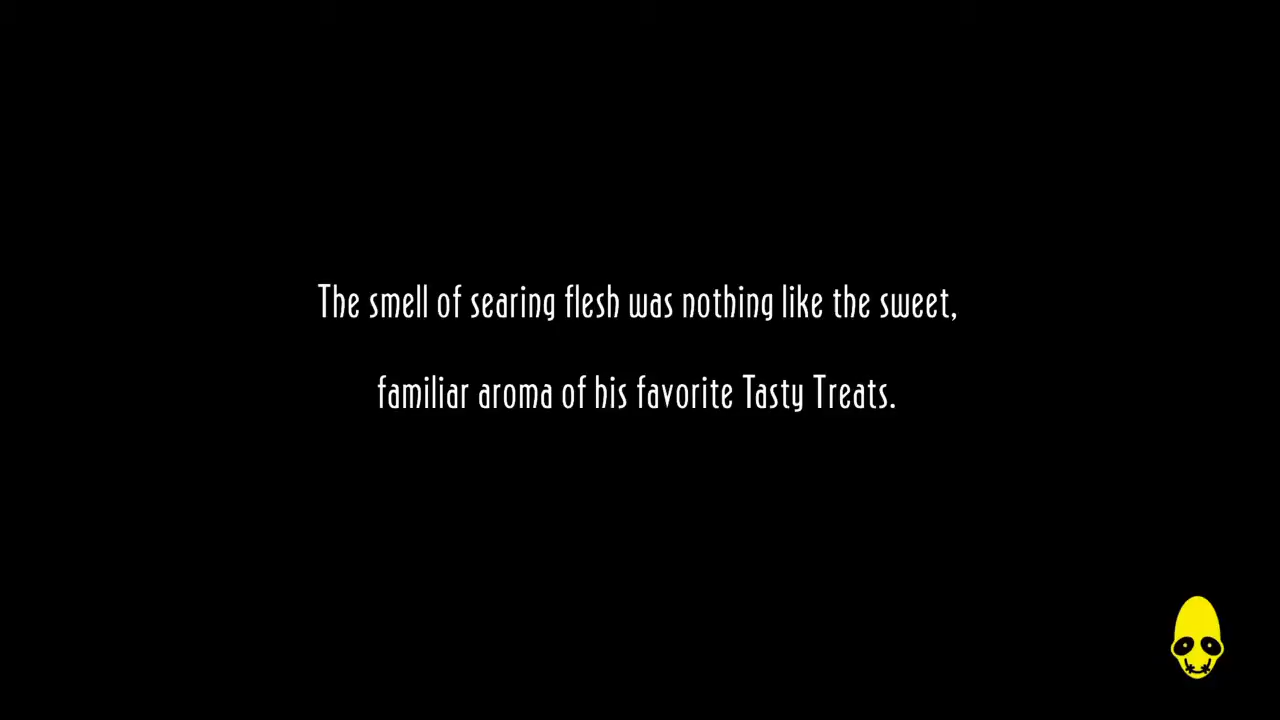 The smell of searing flesh was nothing like the sweet,
familiar aroma of his favorite Tasty Treats.